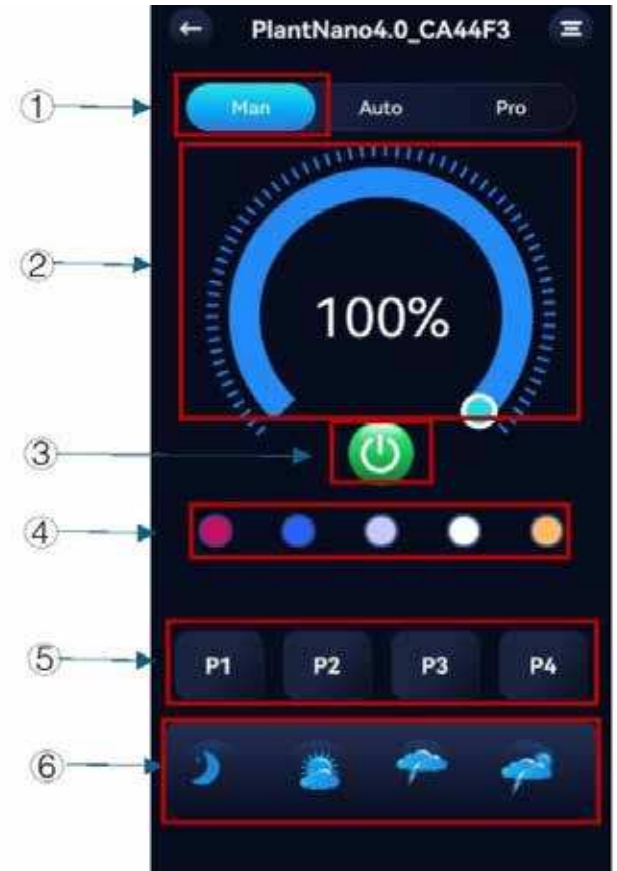 PlantNano4.0_CA44F3
① Man Auto Pro
②
100%
③
④
⑤ P1 P2 P3 P4
⑥